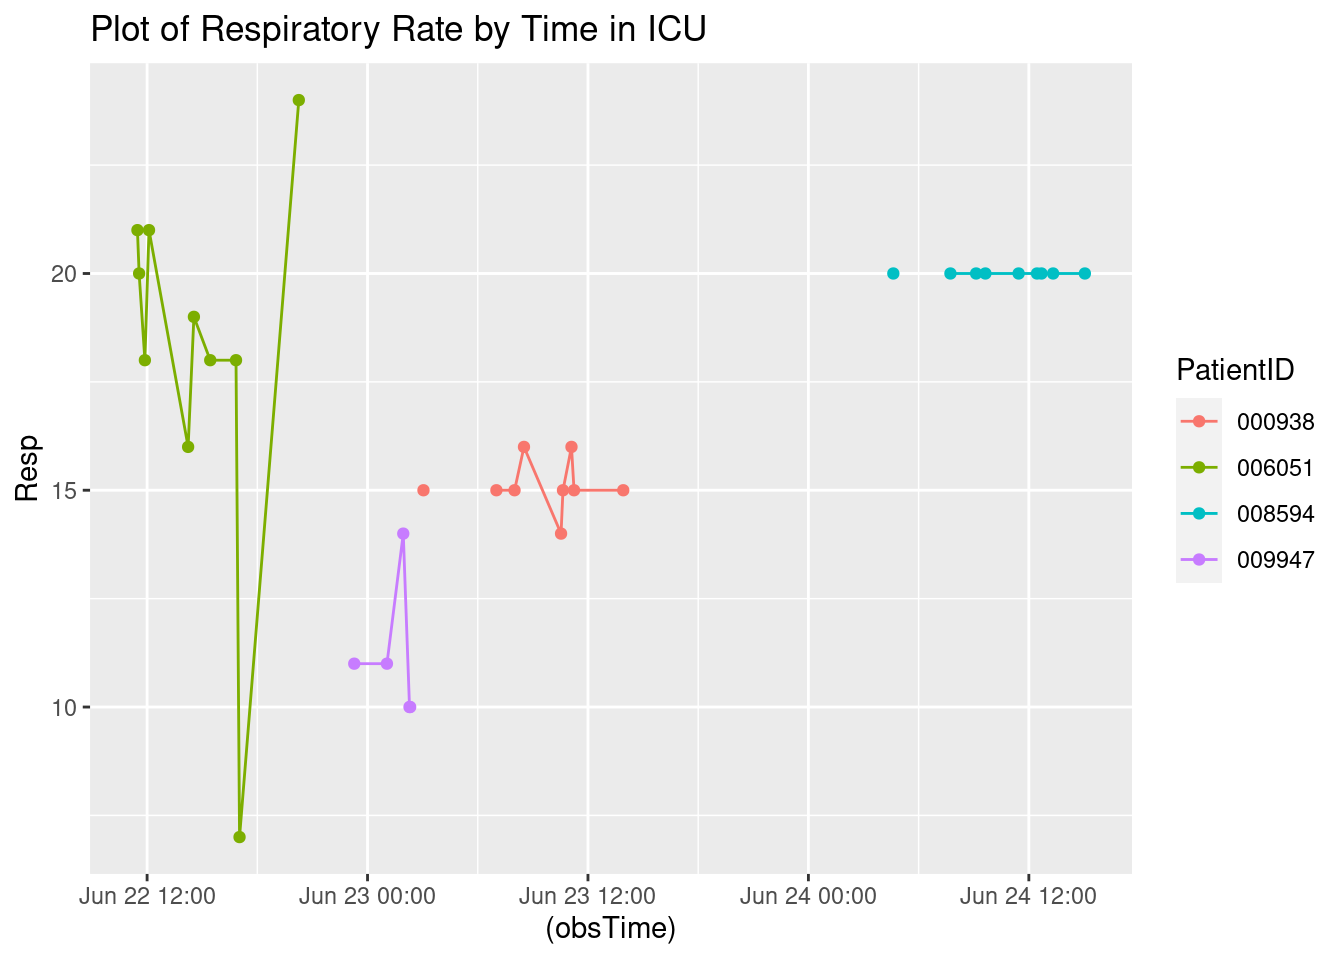 Plot of Respiratory Rate by Time in ICU
20
15
10
Resp
Jun 22 12:00
Jun 23 00:00
Jun 23 12:00
Jun 24 00:00
Jun 24 12:00
(obsTime)
PatientID
000938
006051
008594
009947